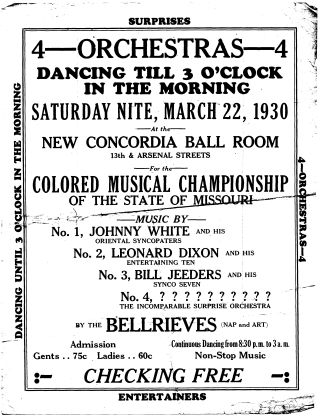 SURPRISES
4—ORCHESTRAS—4
DANCING TILL 3 O'CLOCK
IN THE MORNING
SATURDAY NITE, MARCH 22, 1930
—At the—
NEW CONCORDIA BALL ROOM
13th & ARSENAL STREETS
—For the—
COLORED MUSICAL CHAMPIONSHIP
OF THE STATE OF MISSOURI
—MUSIC BY—
No. 1, JOHNNY WHITE AND HIS
ORIENTAL SYNCOPATERS
No. 2, LEONARD DIXON AND HIS
ENTERTAINING TEN
No. 3, BILL JEEDERS AND HIS
SYNCO SEVEN
No. 4, ? ? ? ? ? ? ? ? ? ?
THE INCOMPARABLE SURPRISE ORCHESTRA
BY THE BELLRIEVES (NAP and ART)
Admission
Gents . . 75c Ladies . . 60c
Continuous Dancing from 8:30 p.m. to 3 a.m.
Non-Stop Music
:— CHECKING FREE —:
ENTERTAINERS
DANCING UNTIL 3 O'CLOCK IN THE MORNING
4—ORCHESTRAS—4